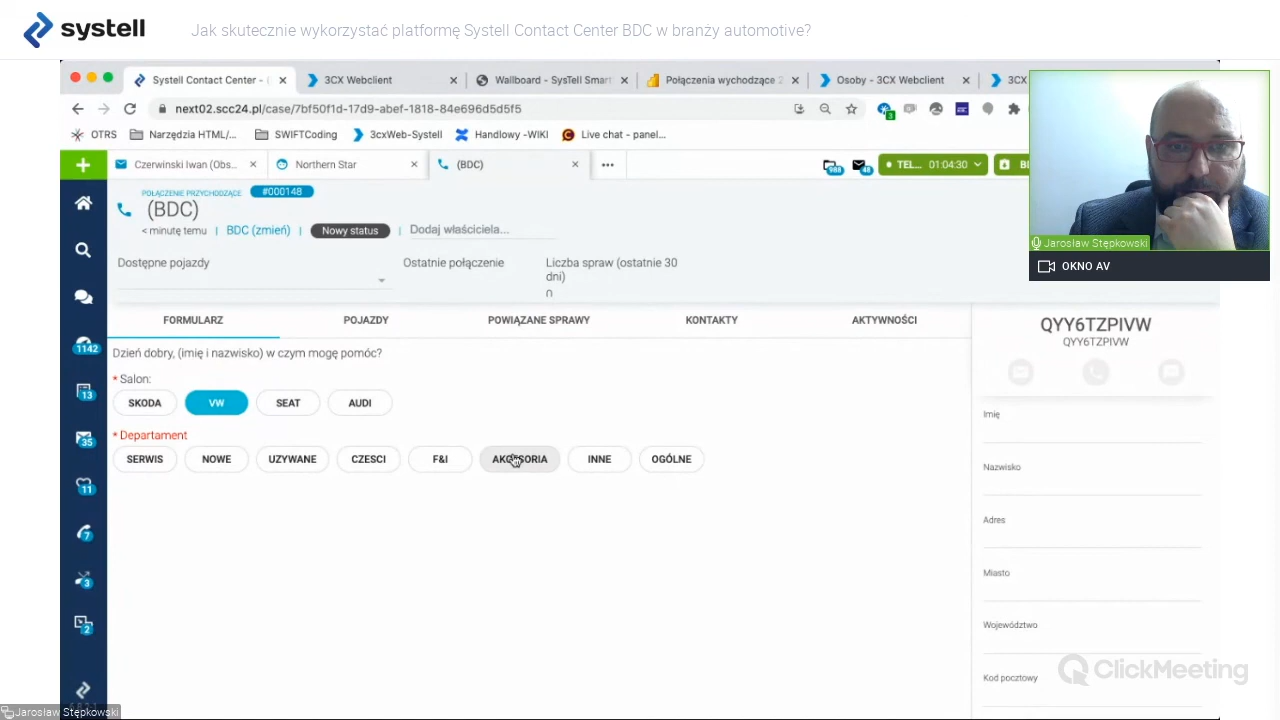 systell
Jak skutecznie wykorzystać platformę Systell Contact Center BDC w branży automotive?
Systell Contact Center - (
3CX Webclient
Wallboard - SysTell Smart
Połączenia wychodzące 2
Osoby - 3CX Webclient
3CX
next02.scc24.pl/case/7bf50f1d-17d9-abef-1818-84e696d5d5f5
3
OTRS
Narzędzia HTML/...
SWIFTCoding
3cxWeb-Systell
Handlowy -WIKI
Live chat - panel...
Czerwinski Iwan (Obs...
Northern Star
(BDC)
988
48
TEL...
01:04:30
POŁĄCZENIE PRZYCHODZĄCE
#000148
(BDC)
< minutę temu | BDC (zmień) | Nowy status | Dodaj właściciela...
Dostępne pojazdy
Ostatnie połączenie
Liczba spraw (ostatnie 30 dni)
0
FORMULARZ
POJAZDY
POWIĄZANE SPRAWY
KONTAKTY
AKTYWNOŚCI
Dzień dobry, (imię i nazwisko) w czym mogę pomóc?
* Salon:
SKODA
VW
SEAT
AUDI
* Departament
SERWIS
NOWE
UZYWANE
CZESCI
F&I
AKCESORIA
INNE
OGÓLNE
1142
13
35
11
7
3
2
QYY6TZPIVW
QYY6TZPIVW
Imię
Nazwisko
Adres
Miasto
Województwo
Kod pocztowy
Jarosław Stępkowski
OKNO AV
ClickMeeting
Jarosław Stępkowski